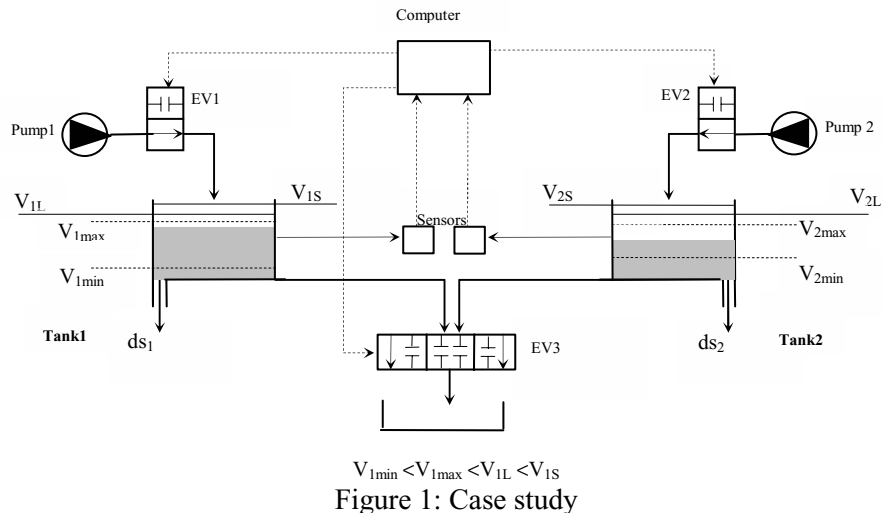 Computer
EV1
EV2
Pump1
Pump 2
V1S
V2S
V1L
V2L
Sensors
V1max
V2max
V1min
V2min
Tank1
ds1
ds2
Tank2
EV3
V1min <V1max <V1L <V1S
Figure 1: Case study